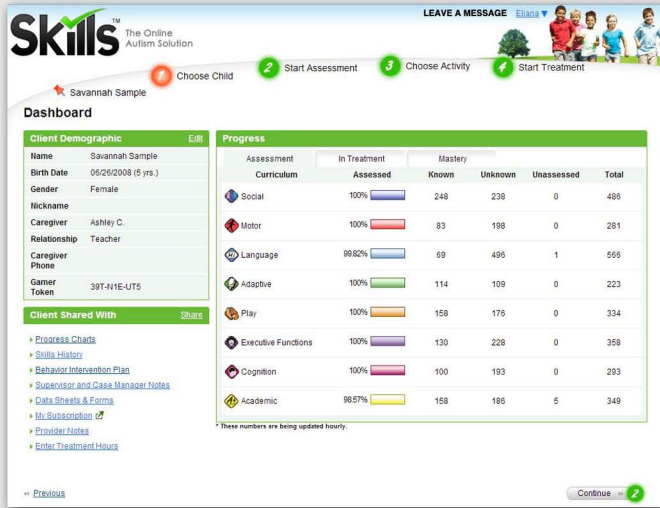 LEAVE A MESSAGE Eliana
Skills™ The Online
Autism Solution
1 Choose Child
2 Start Assessment
3 Choose Activity
4 Start Treatment
Savannah Sample
Dashboard
Client Demographic Edit
Name Savannah Sample
Birth Date 06/26/2008 (5 yrs.)
Gender Female
Nickname
Caregiver Ashley C.
Relationship Teacher
Caregiver
Phone
Gamer
Token 39T-N1E-UT5
Client Shared With Share
Progress Charts
Skills History
Behavior Intervention Plan
Supervisor and Case Manager Notes
Data Sheets & Forms
My Subscription
Provider Notes
Enter Treatment Hours
Progress
Assessment In Treatment Mastery
Curriculum Assessed Known Unknown Unassessed Total
Social 100% 248 238 0 486
Motor 100% 83 198 0 281
HI Language 99.82% 69 496 1 566
Adaptive 100% 114 109 0 223
Play 100% 158 176 0 334
Executive Functions 100% 130 228 0 358
Cognition 100% 100 193 0 293
A+ Academic 98.57% 158 186 5 349
* These numbers are being updated hourly.
« Previous
Continue » 2